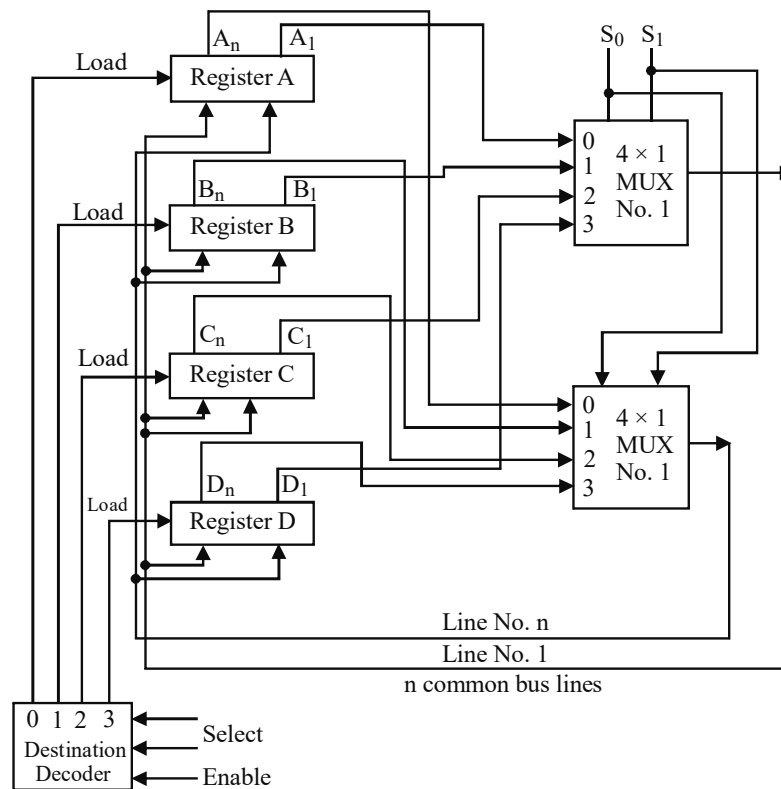 Aₙ A₁ S₀ S₁
Load
Register A
0
1 4 × 1
2 MUX
3 No. 1
Bₙ B₁
Load
Register B
Cₙ C₁
Load
Register C
0
1 4 × 1
2 MUX
3 No. 1
Dₙ D₁
Load
Register D
Line No. n
Line No. 1
n common bus lines
0 1 2 3
Destination
Decoder
Select
Enable